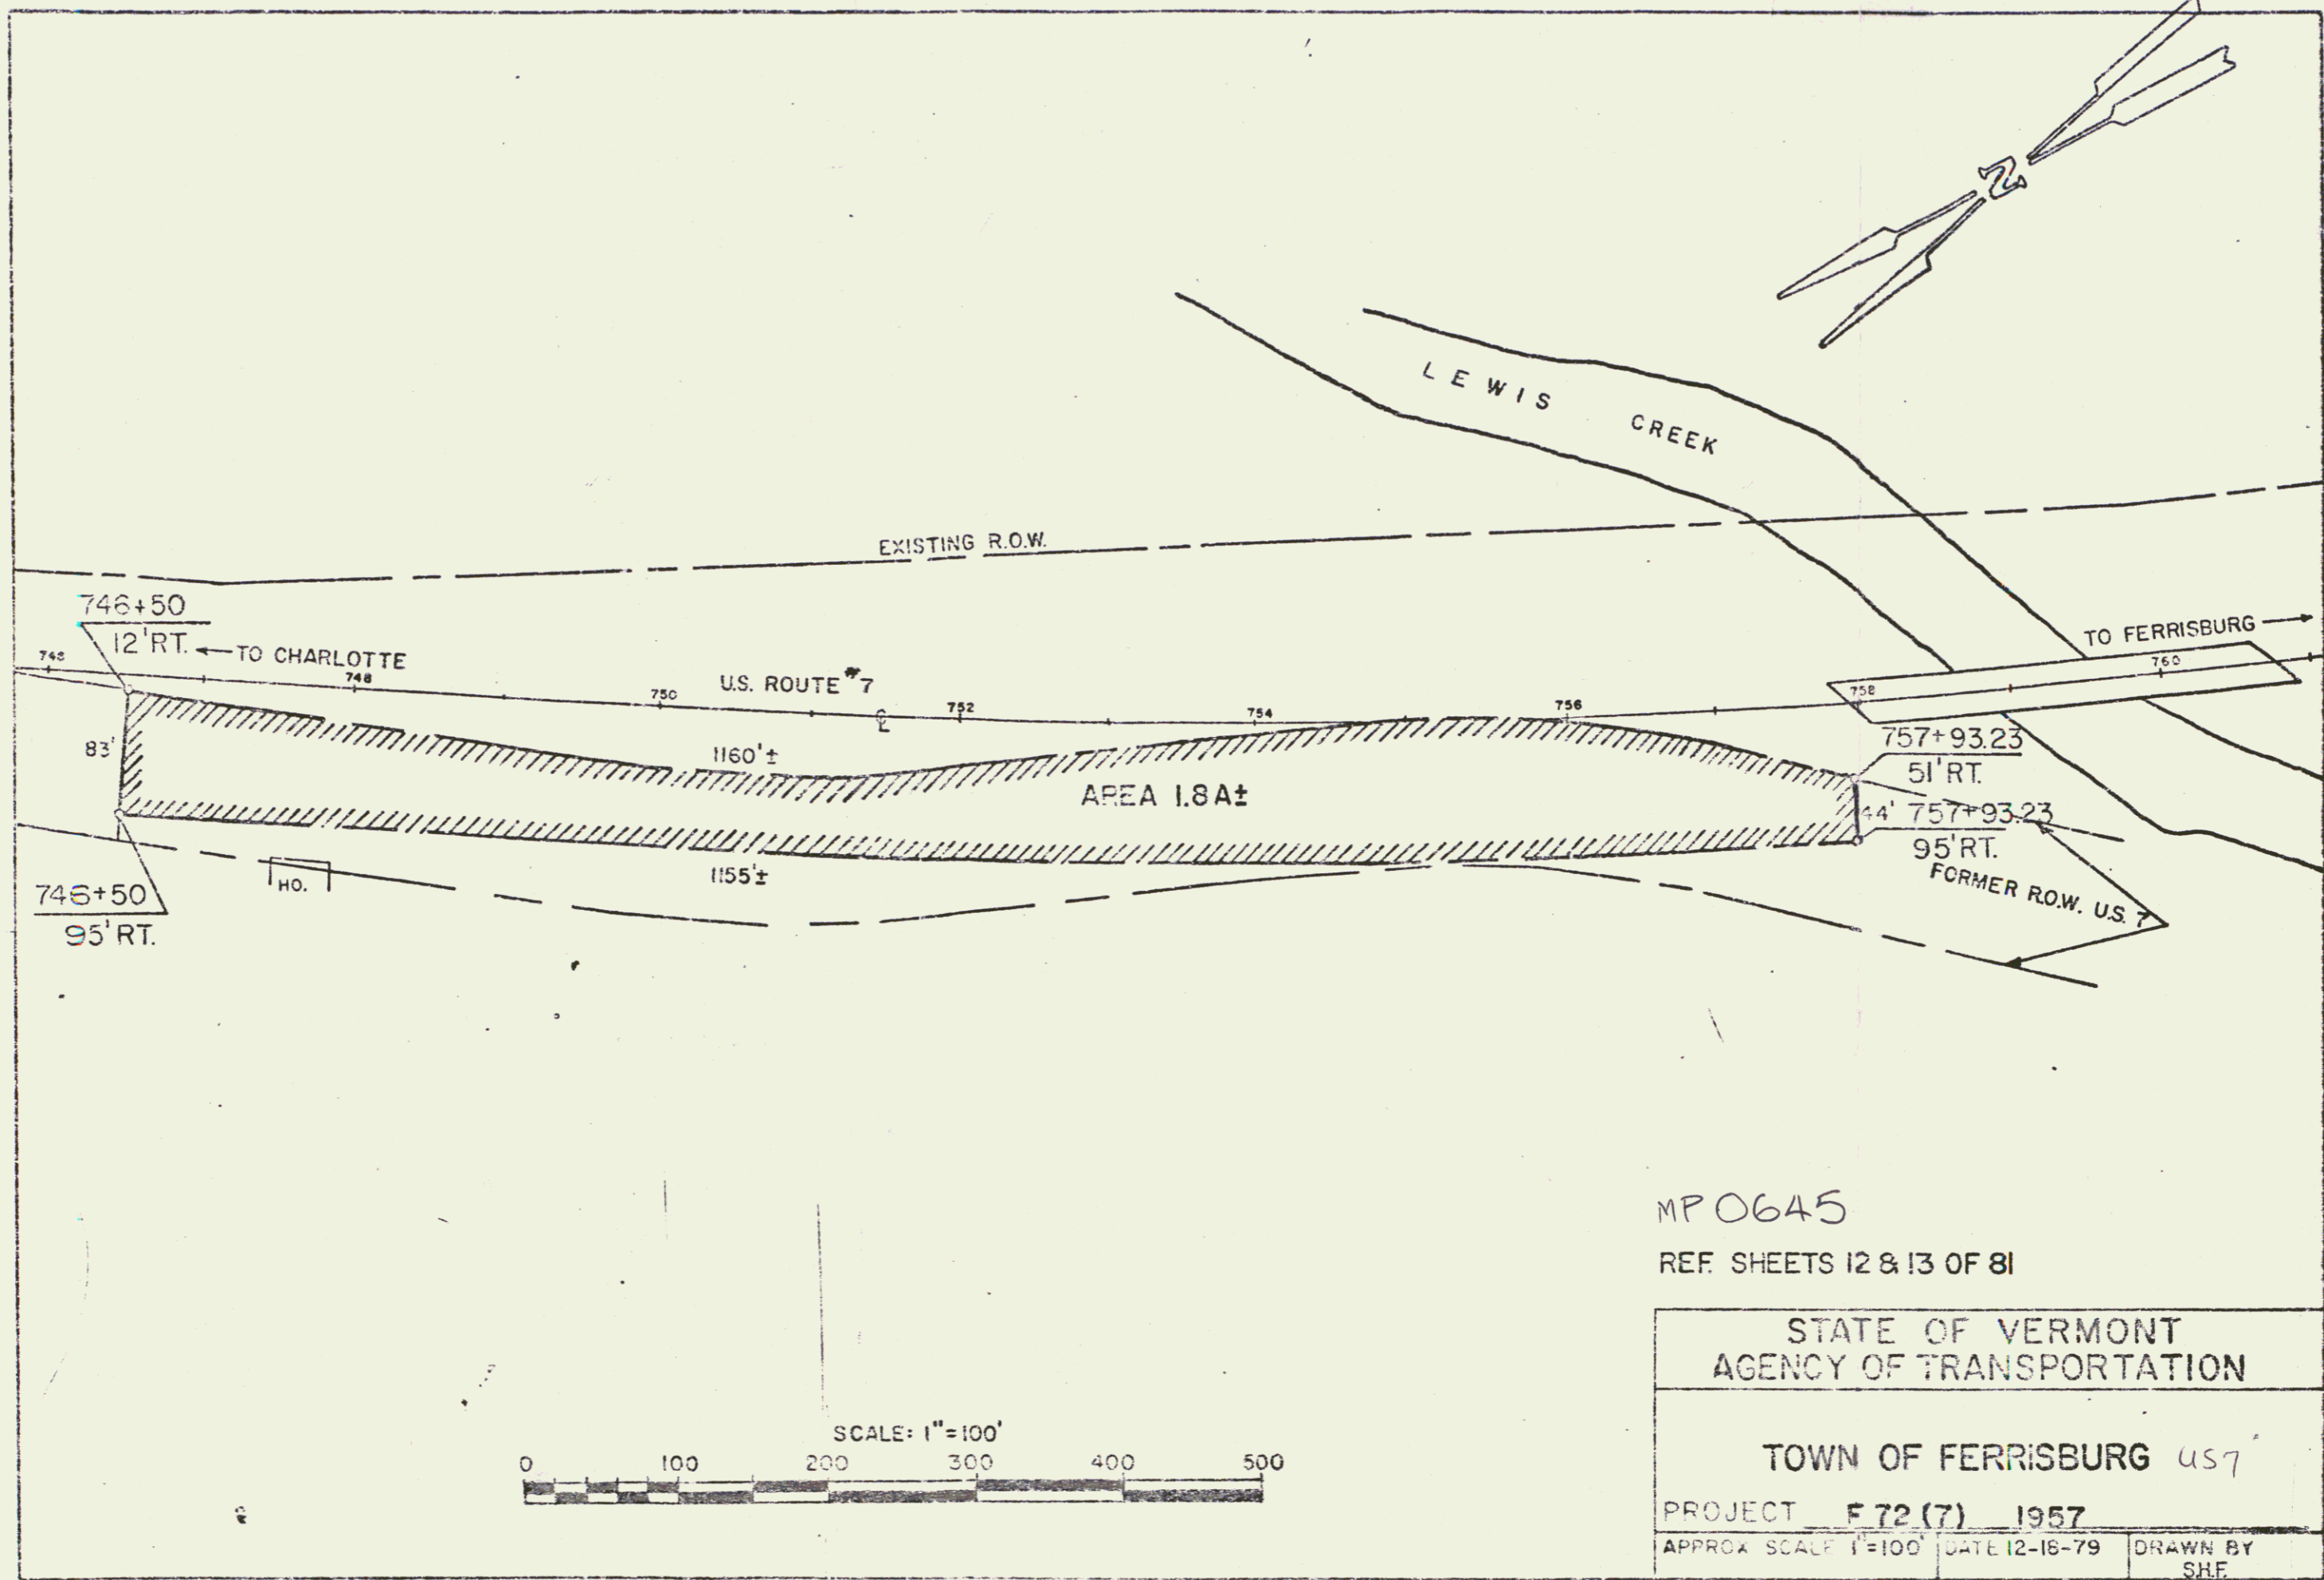 N
LEWIS CREEK
EXISTING R.O.W.
746+50
12' RT.
← TO CHARLOTTE
TO FERRISBURG →
748
750
U.S. ROUTE #7
℄
752
754
756
758
760
83'
1160'±
AREA 1.8 A±
1155'±
757+93.23
51' RT.
44'
757+93.23
95' RT.
FORMER R.O.W. U.S. 7
HO.
746+50
95' RT.
MP 0645
REF. SHEETS 12 & 13 OF 81
SCALE: 1"=100'
0 100 200 300 400 500
STATE OF VERMONT
AGENCY OF TRANSPORTATION
TOWN OF FERRISBURG US7
PROJECT F 72 (7) 1957
APPROX SCALE 1"=100' DATE 12-18-79 DRAWN BY
S.H.F.